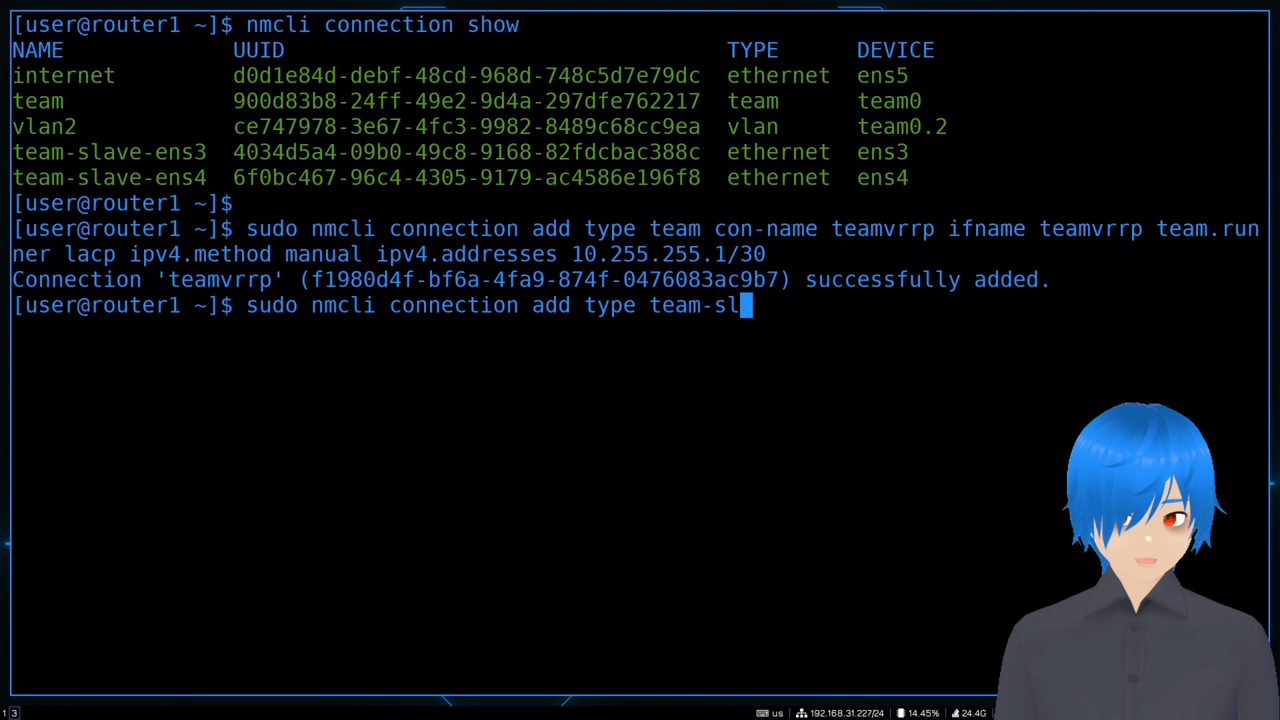 [user@router1 ~]$ nmcli connection show
NAME             UUID                                  TYPE      DEVICE
internet         d0d1e84d-debf-48cd-968d-748c5d7e79dc  ethernet  ens5
team             900d83b8-24ff-49e2-9d4a-297dfe762217  team      team0
vlan2            ce747978-3e67-4fc3-9982-8489c68cc9ea  vlan      team0.2
team-slave-ens3  4034d5a4-09b0-49c8-9168-82fdcbac388c  ethernet  ens3
team-slave-ens4  6f0bc467-96c4-4305-9179-ac4586e196f8  ethernet  ens4
[user@router1 ~]$
[user@router1 ~]$ sudo nmcli connection add type team con-name teamvrrp ifname teamvrrp team.run
ner lacp ipv4.method manual ipv4.addresses 10.255.255.1/30
Connection 'teamvrrp' (f1980d4f-bf6a-4fa9-874f-0476083ac9b7) successfully added.
[user@router1 ~]$ sudo nmcli connection add type team-sl
1 3 us 192.168.31.227/24 14.45% 24.4G